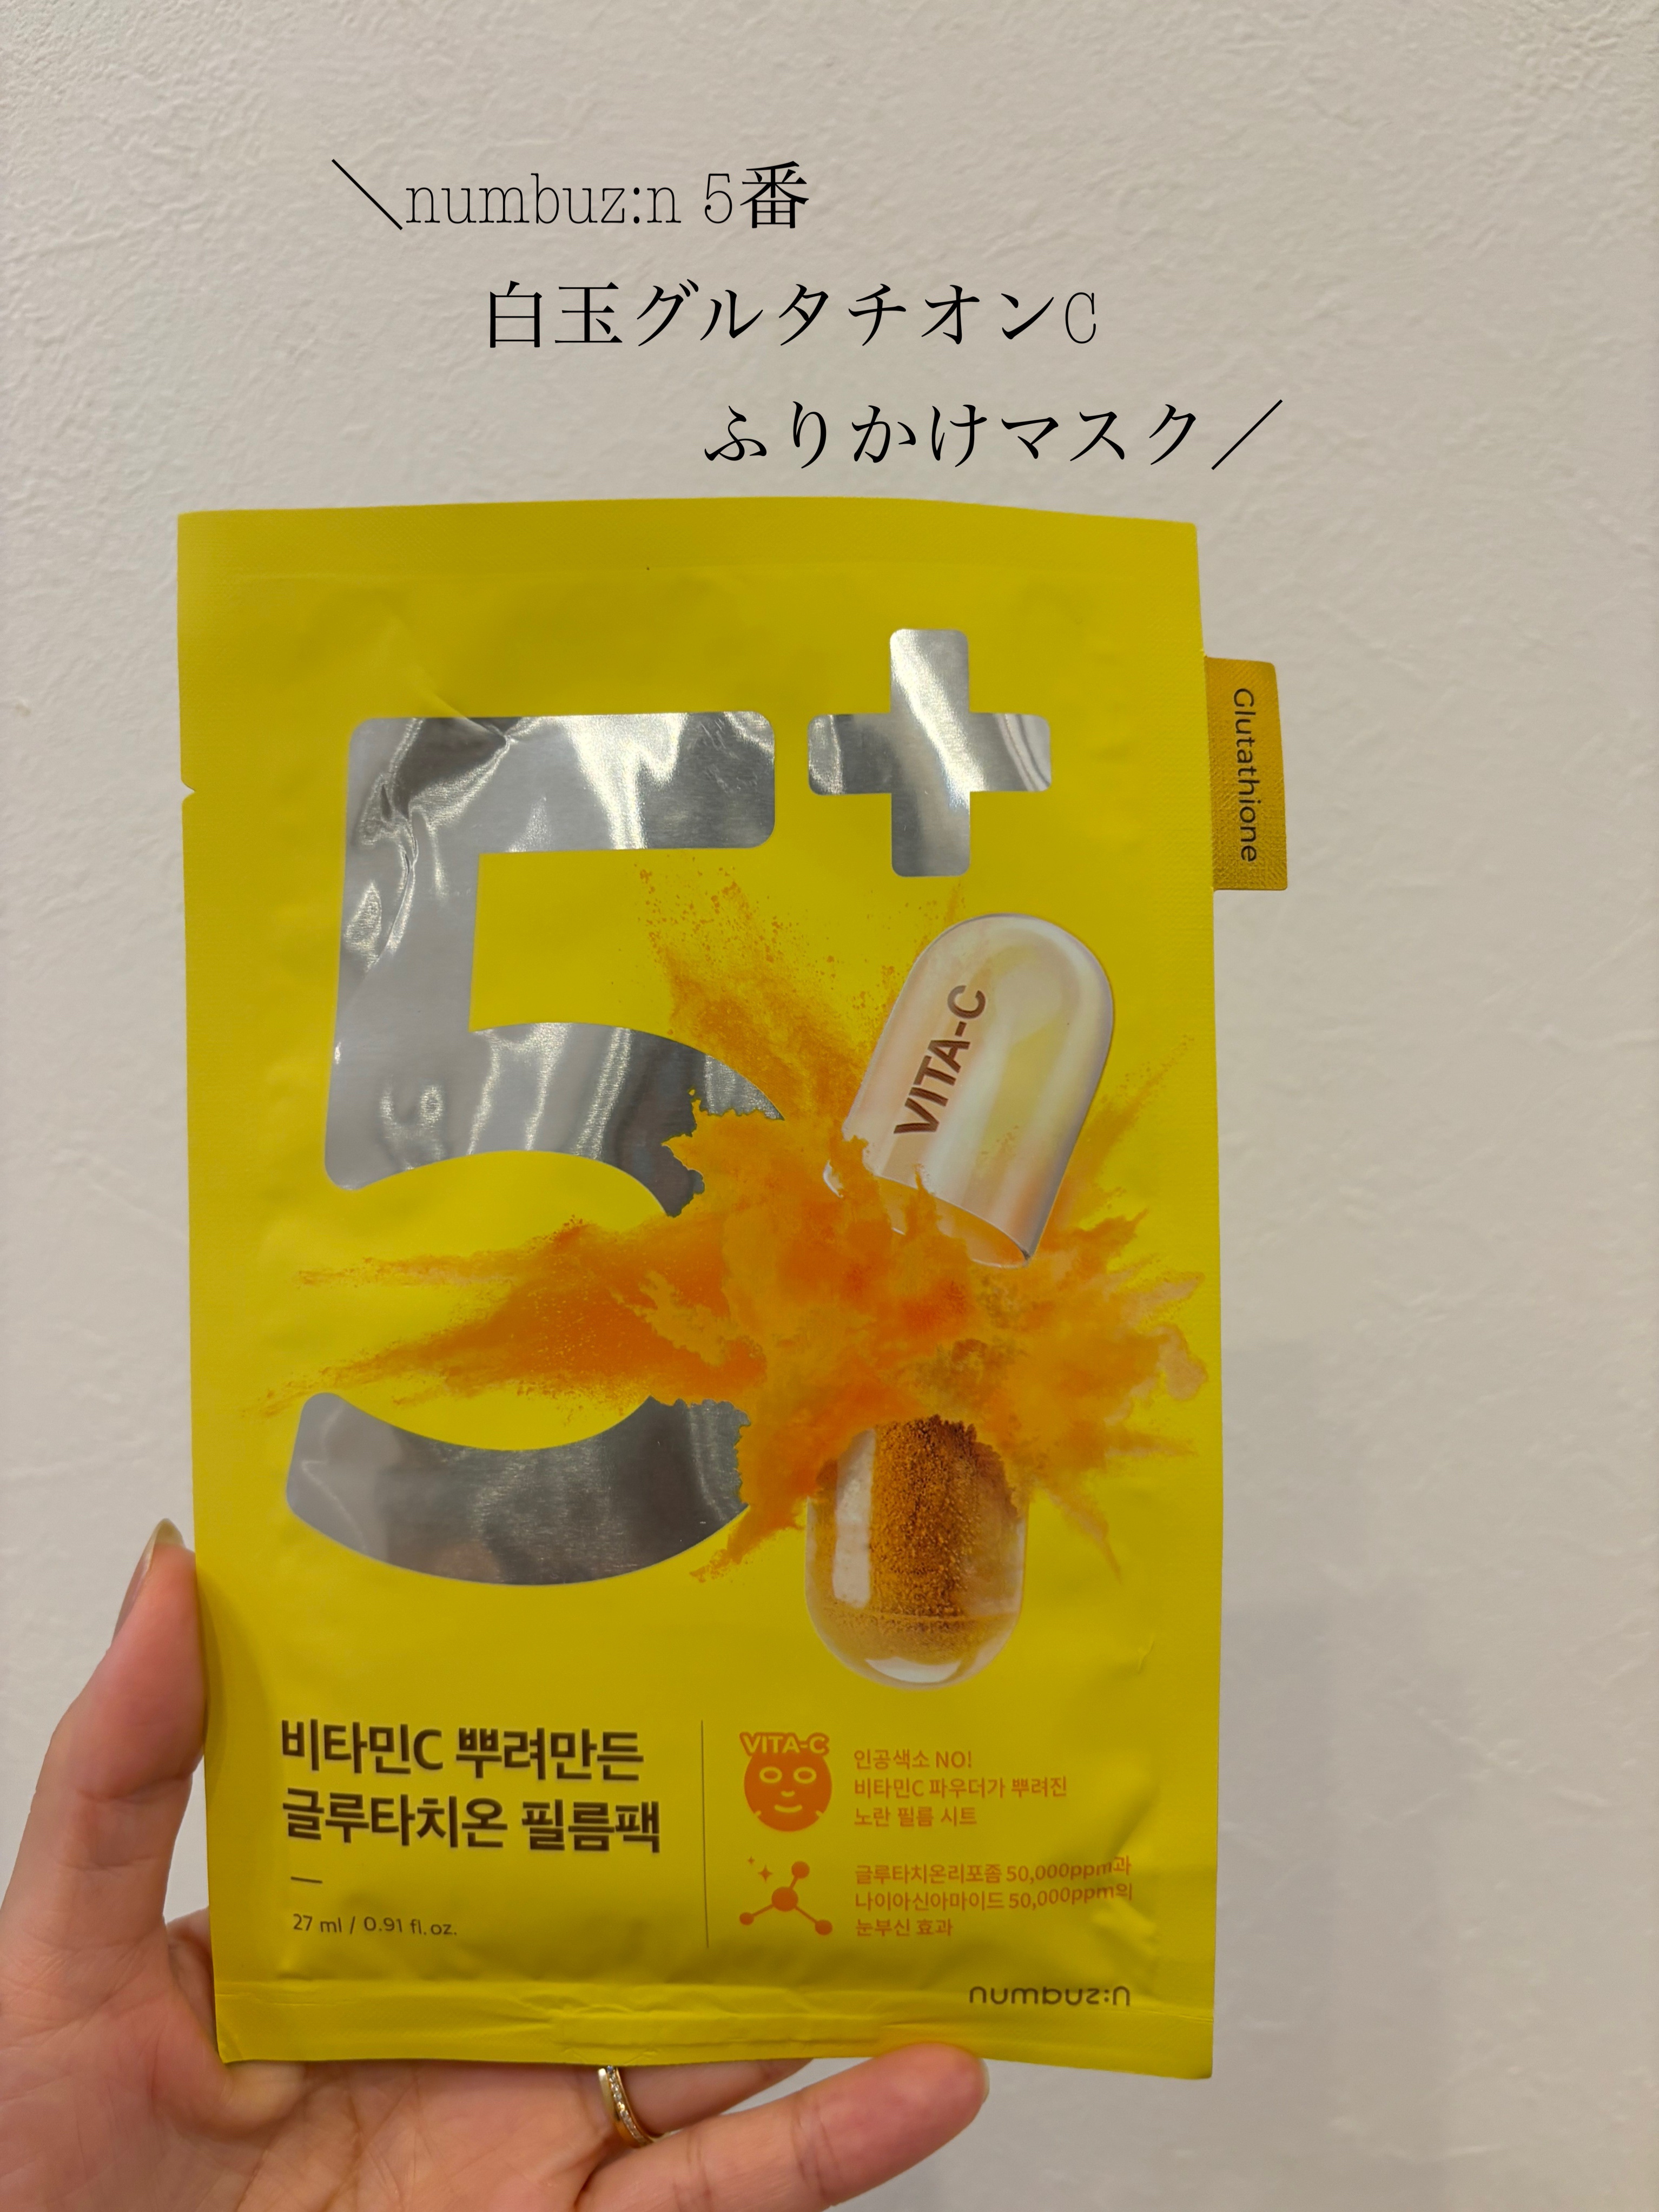 ＼numbuz:n 5番
白玉グルタチオンC
ふりかけマスク／
5+
Glutathione
VITA-C
비타민C 뿌려만든
글루타치온 필름팩
27 ml / 0.91 fl.oz.
VITA-C
인공색소 NO!
비타민C 파우더가 뿌려진
노란 필름 시트
글루타치온리포좀 50,000ppm과
나이아신아마이드 50,000ppm의
눈부신 효과
numbuz:n